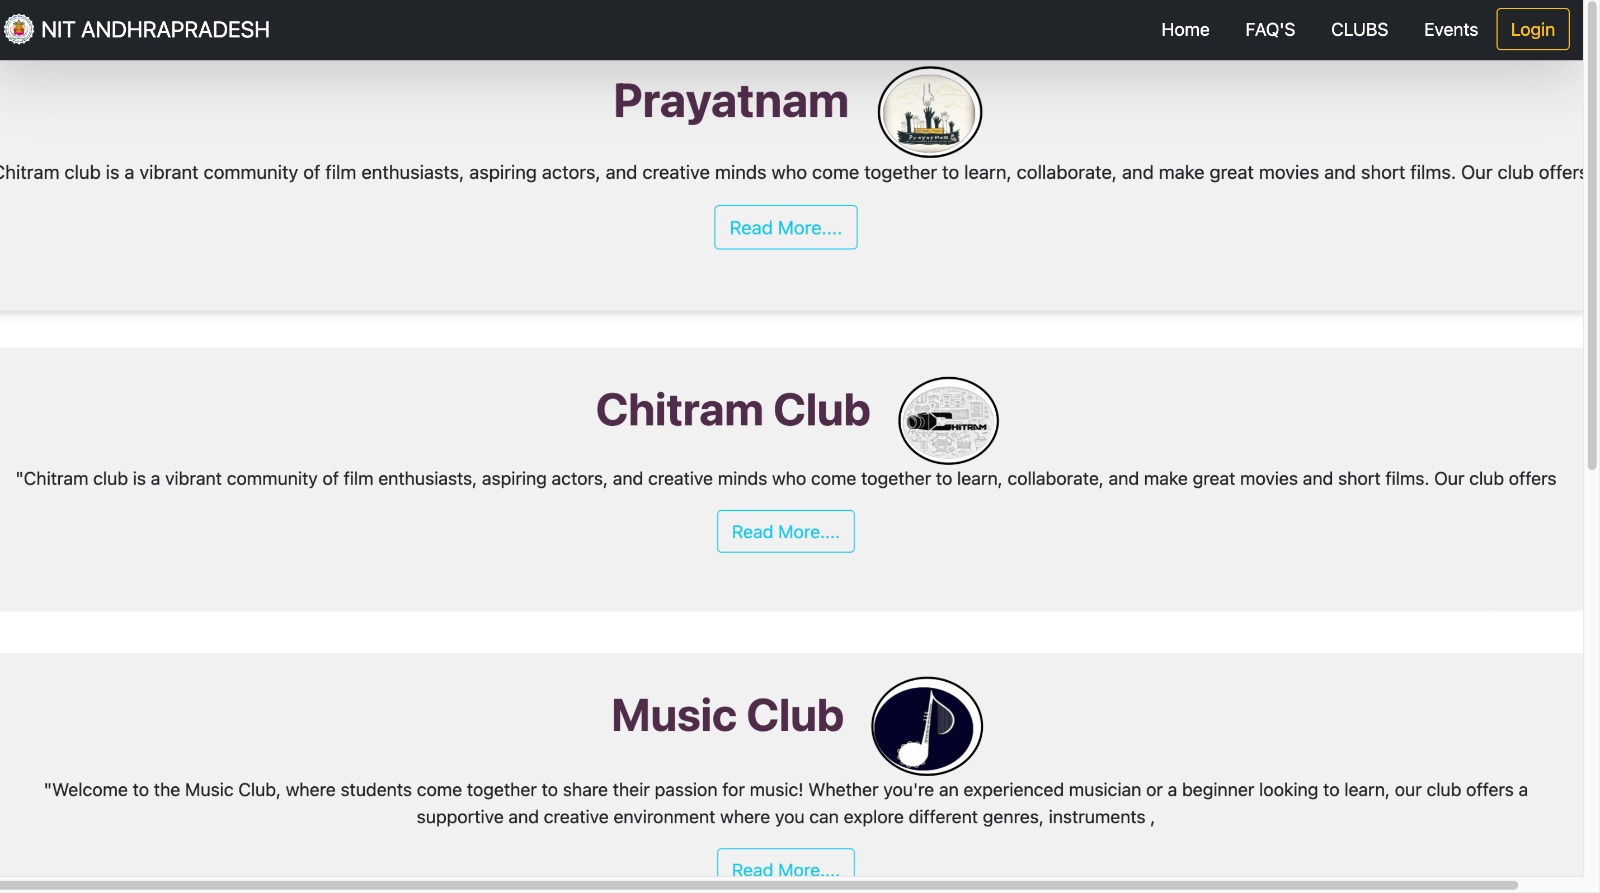 NIT ANDHRAPRADESH
Home FAQ'S CLUBS Events Login
Prayatnam
Chitram club is a vibrant community of film enthusiasts, aspiring actors, and creative minds who come together to learn, collaborate, and make great movies and short films. Our club offers
Read More....
Chitram Club
CHITRAM
"Chitram club is a vibrant community of film enthusiasts, aspiring actors, and creative minds who come together to learn, collaborate, and make great movies and short films. Our club offers
Read More....
Music Club
"Welcome to the Music Club, where students come together to share their passion for music! Whether you're an experienced musician or a beginner looking to learn, our club offers a
supportive and creative environment where you can explore different genres, instruments ,
Read More....